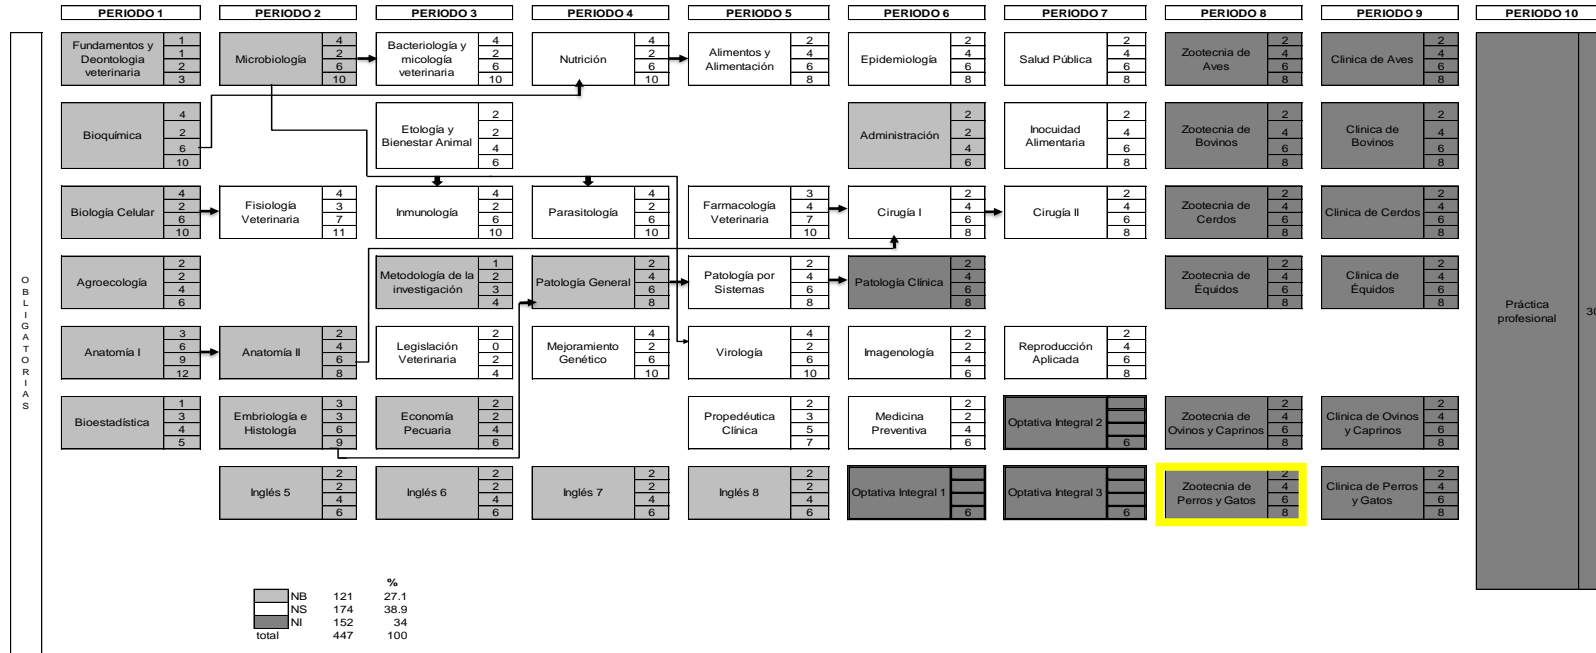 PERIODO 1 PERIODO 2 PERIODO 3 PERIODO 4 PERIODO 5 PERIODO 6 PERIODO 7 PERIODO 8 PERIODO 9 PERIODO 10
OBLIGATORIAS
Fundamentos y Deontologia veterinaria 1 1 2 3
Microbiología 4 2 6 10
Bacteriología y micología veterinaria 4 2 6 10
Nutrición 4 2 6 10
Alimentos y Alimentación 2 4 6 8
Epidemiología 2 4 6 8
Salud Pública 2 4 6 8
Zootecnia de Aves 2 4 6 8
Clinica de Aves 2 4 6 8
Bioquímica 4 2 6 10
Etología y Bienestar Animal 2 2 4 6
Administración 2 2 4 6
Inocuidad Alimentaria 2 4 6 8
Zootecnia de Bovinos 2 4 6 8
Clinica de Bovinos 2 4 6 8
Biología Celular 4 2 6 10
Fisiología Veterinaria 4 3 7 11
Inmunología 4 2 6 10
Parasitología 4 2 6 10
Farmacología Veterinaria 3 4 7 10
Cirugía I 2 4 6 8
Cirugía II 2 4 6 8
Zootecnia de Cerdos 2 4 6 8
Clinica de Cerdos 2 4 6 8
Agroecología 2 2 4 6
Metodología de la investigación 1 2 3 4
Patología General 2 4 6 8
Patología por Sistemas 2 4 6 8
Patología Clínica 2 4 6 8
Zootecnia de Équidos 2 4 6 8
Clinica de Équidos 2 4 6 8
Práctica profesional 30
Anatomía I 3 6 9 12
Anatomía II 2 4 6 8
Legislación Veterinaria 2 0 2 4
Mejoramiento Genético 4 2 6 10
Virología 4 2 6 10
Imagenología 2 2 4 6
Reproducción Aplicada 2 4 6 8
Bioestadística 1 3 4 5
Embriología e Histología 3 3 6 9
Economía Pecuaria 2 2 4 6
Propedéutica Clínica 2 3 5 7
Medicina Preventiva 2 2 4 6
Optativa Integral 2 6
Zootecnia de Ovinos y Caprinos 2 4 6 8
Clinica de Ovinos y Caprinos 2 4 6 8
Inglés 5 2 2 4 6
Inglés 6 2 2 4 6
Inglés 7 2 2 4 6
Inglés 8 2 2 4 6
Optativa Integral 1 6
Optativa Integral 3 6
Zootecnia de Perros y Gatos 2 4 6 8
Clinica de Perros y Gatos 2 4 6 8
%
NB 121 27.1
NS 174 38.9
NI 152 34
total 447 100